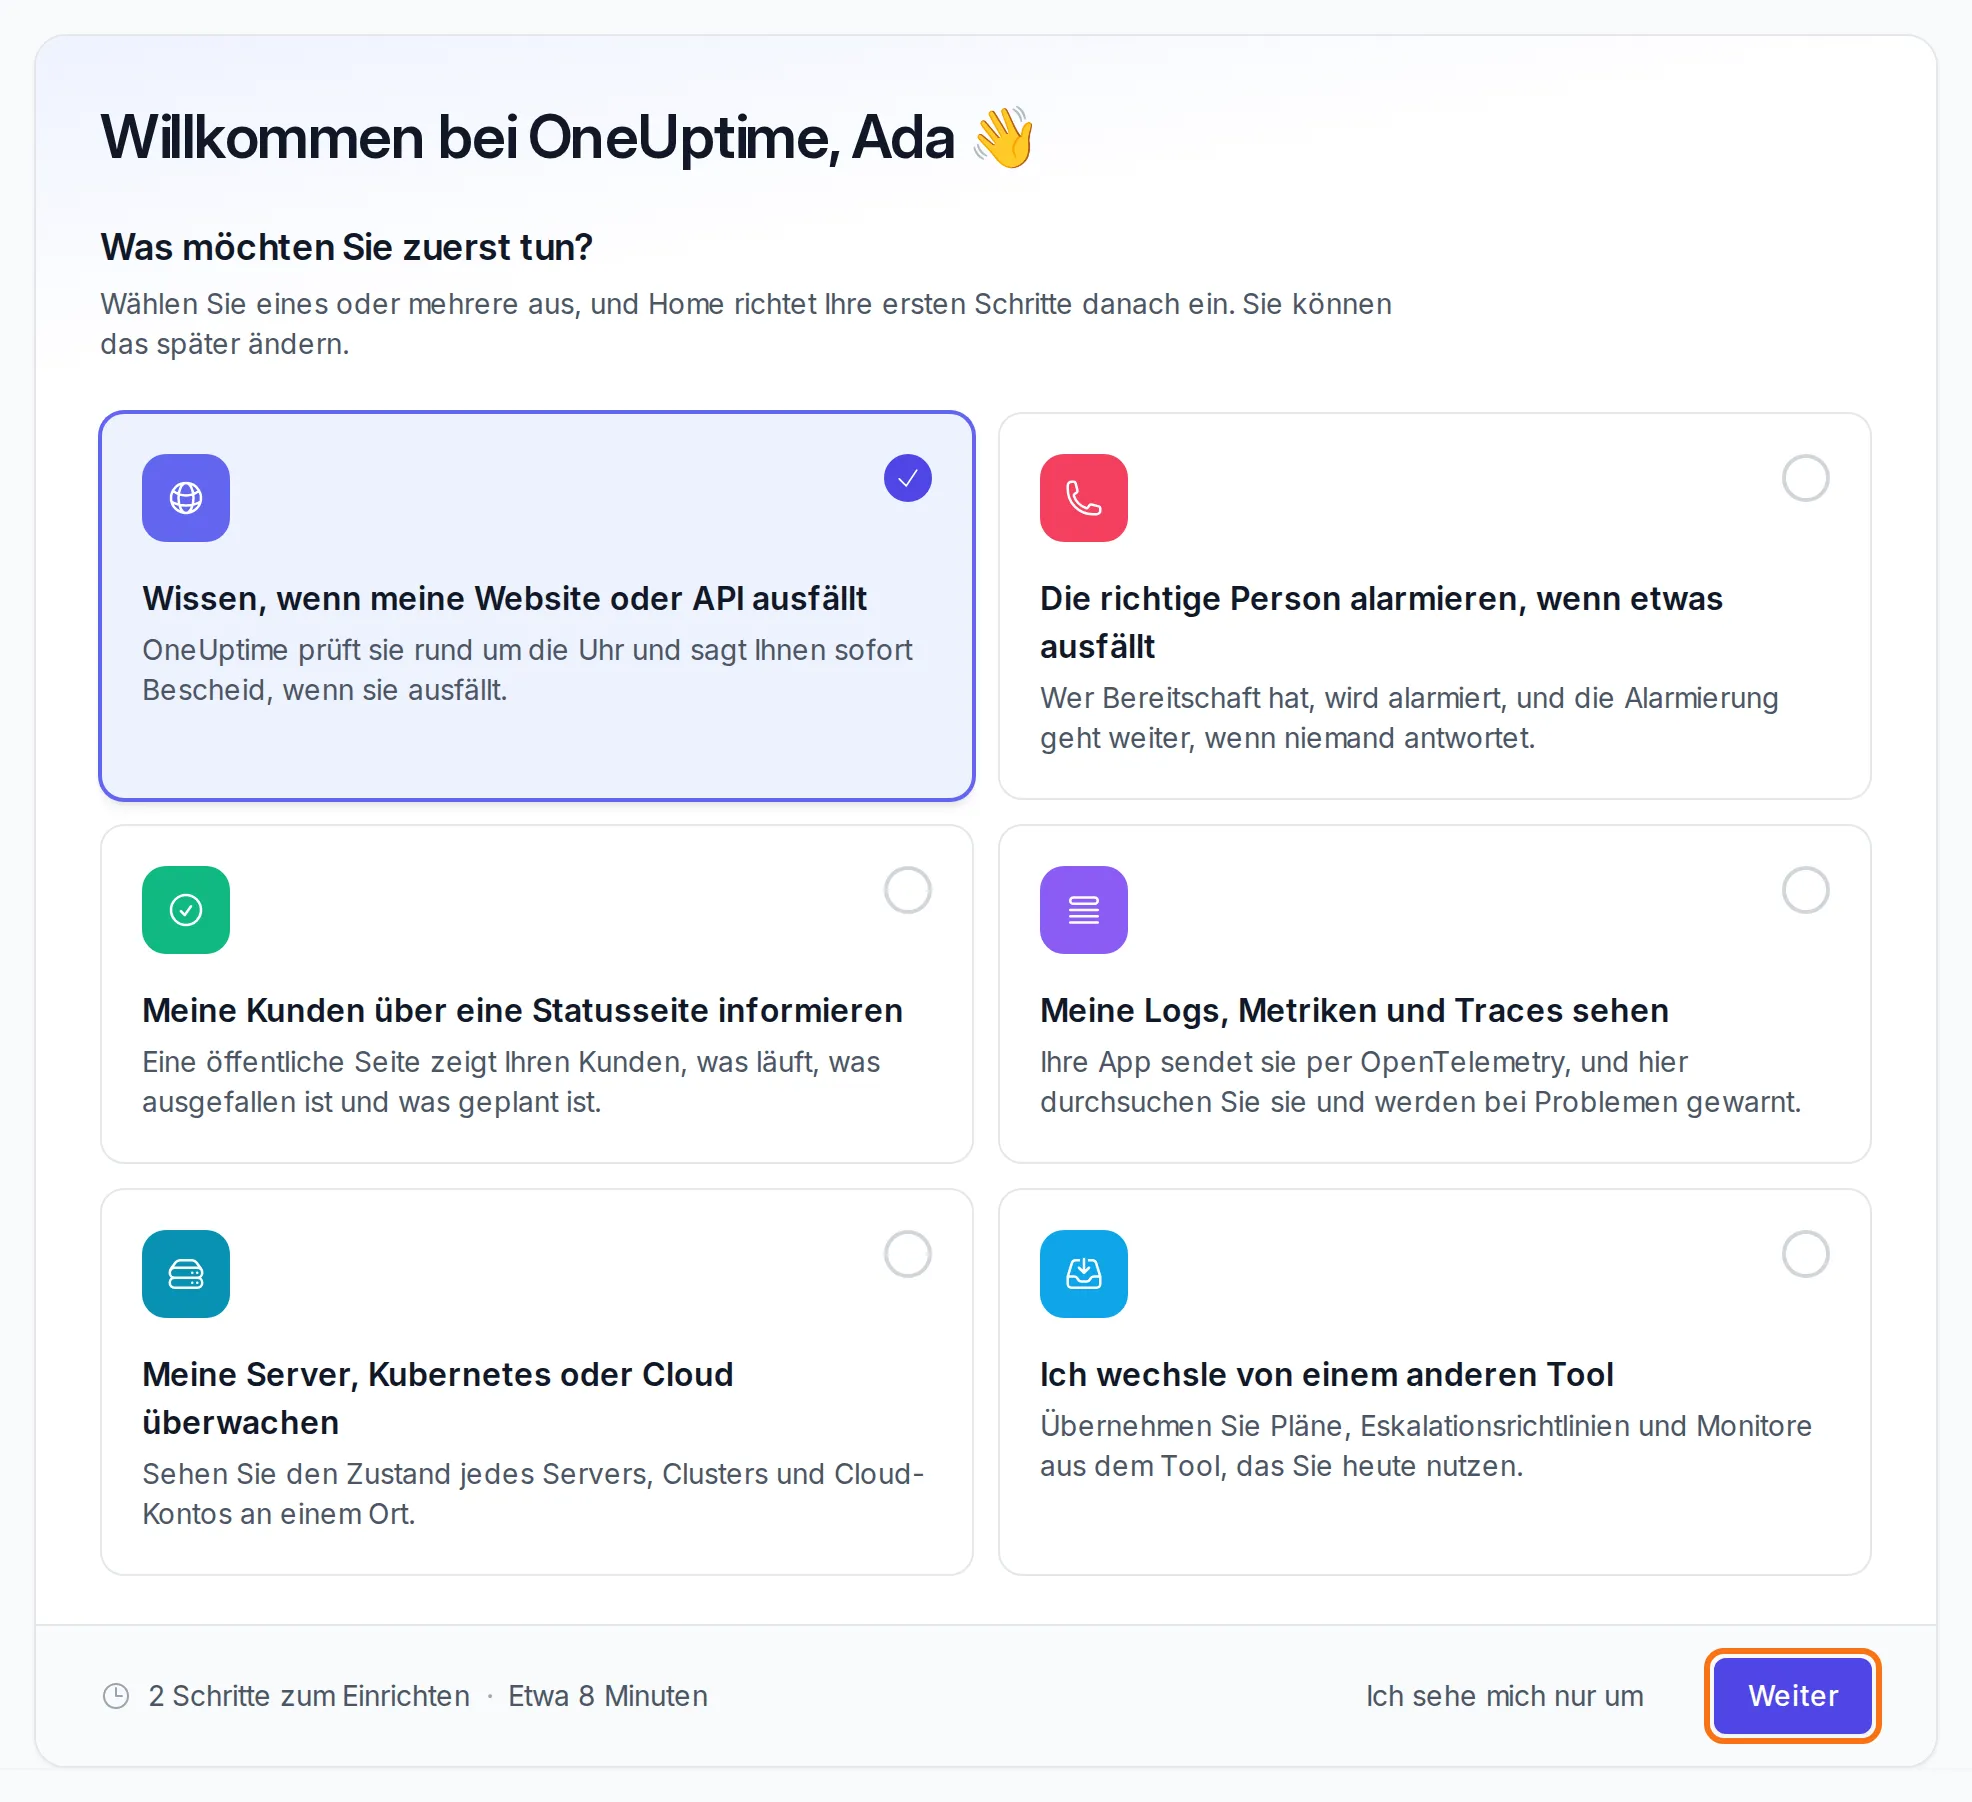 Willkommen bei OneUptime, Ada 👋
Was möchten Sie zuerst tun?
Wählen Sie eines oder mehrere aus, und Home richtet Ihre ersten Schritte danach ein. Sie können
das später ändern.
Wissen, wenn meine Website oder API ausfällt
OneUptime prüft sie rund um die Uhr und sagt Ihnen sofort
Bescheid, wenn sie ausfällt.
Die richtige Person alarmieren, wenn etwas
ausfällt
Wer Bereitschaft hat, wird alarmiert, und die Alarmierung
geht weiter, wenn niemand antwortet.
Meine Kunden über eine Statusseite informieren
Eine öffentliche Seite zeigt Ihren Kunden, was läuft, was
ausgefallen ist und was geplant ist.
Meine Logs, Metriken und Traces sehen
Ihre App sendet sie per OpenTelemetry, und hier
durchsuchen Sie sie und werden bei Problemen gewarnt.
Meine Server, Kubernetes oder Cloud
überwachen
Sehen Sie den Zustand jedes Servers, Clusters und Cloud-
Kontos an einem Ort.
Ich wechsle von einem anderen Tool
Übernehmen Sie Pläne, Eskalationsrichtlinien und Monitore
aus dem Tool, das Sie heute nutzen.
2 Schritte zum Einrichten · Etwa 8 Minuten
Ich sehe mich nur um
Weiter